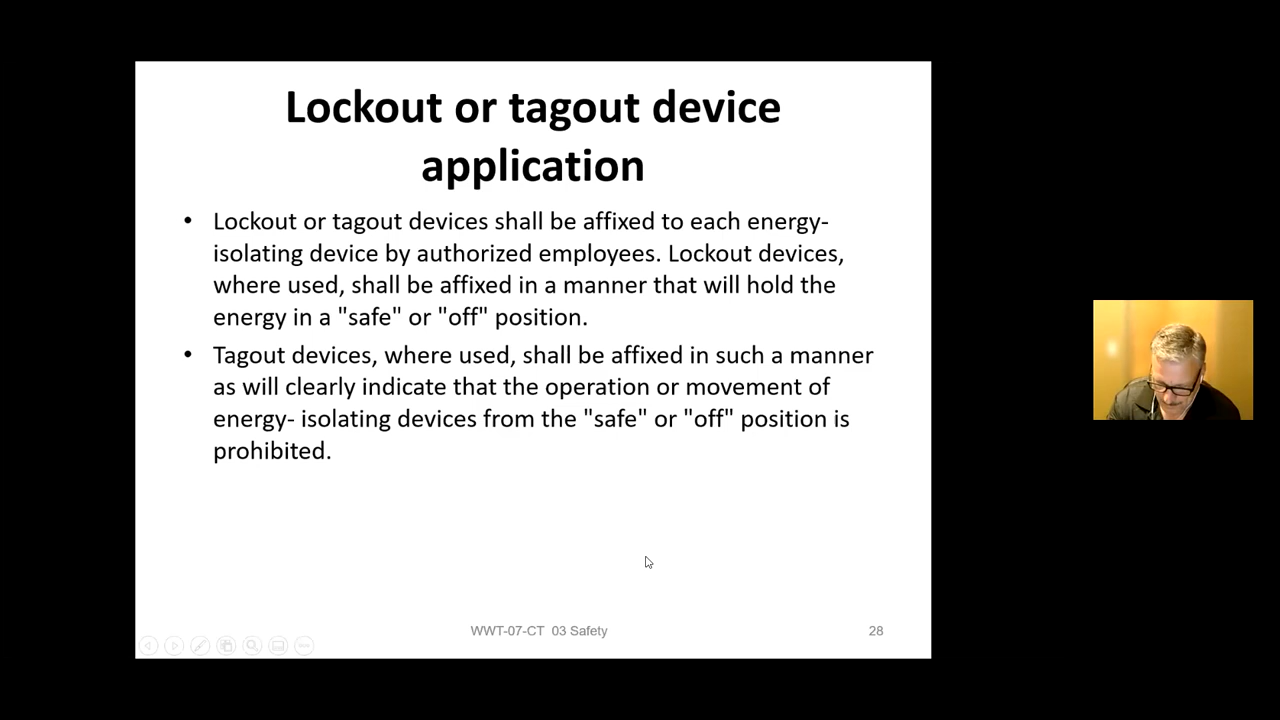 Lockout or tagout device
application
• Lockout or tagout devices shall be affixed to each energy-
isolating device by authorized employees. Lockout devices,
where used, shall be affixed in a manner that will hold the
energy in a "safe" or "off" position.
• Tagout devices, where used, shall be affixed in such a manner
as will clearly indicate that the operation or movement of
energy- isolating devices from the "safe" or "off" position is
prohibited.
WWT-07-CT  03 Safety
28